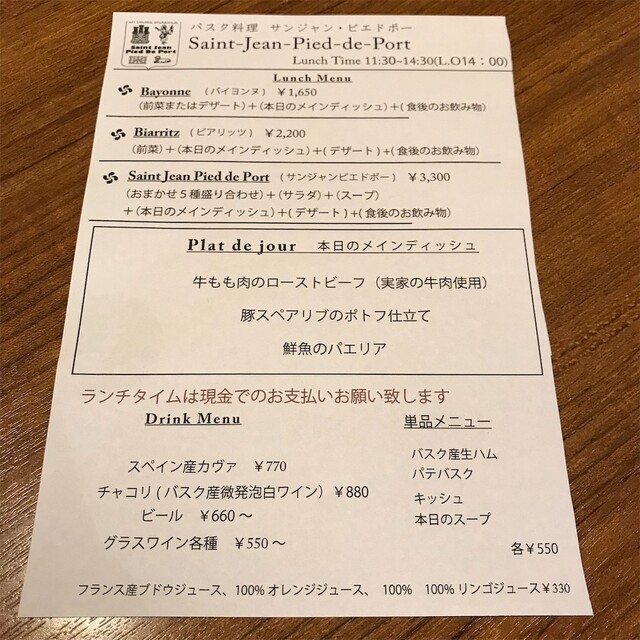 Saint Jean
Pied De Port
バスク料理 サンジャン・ピエドポー
Saint-Jean-Pied-de-Port
Lunch Time 11:30~14:30(L.O14：00)
Lunch Menu
Bayonne （バイヨンヌ） ￥1,650
（前菜またはデザート）＋（本日のメインディッシュ）＋(食後のお飲み物）
Biarritz （ビアリッツ） ￥2,200
（前菜）＋（本日のメインディッシュ）＋( デザート ) ＋(食後のお飲み物）
Saint Jean Pied de Port （サンジャンピエドポー） ￥3,300
（おまかせ５種盛り合わせ）＋（サラダ）＋（スープ）
＋（本日のメインディッシュ）＋( デザート ) ＋(食後のお飲み物）
Plat de jour 本日のメインディッシュ
牛もも肉のローストビーフ（実家の牛肉使用）
豚スペアリブのポトフ仕立て
鮮魚のパエリア
ランチタイムは現金でのお支払いお願い致します
Drink Menu
スペイン産カヴァ ￥770
チャコリ ( バスク産微発泡白ワイン） ￥880
ビール ￥660 〜
グラスワイン各種 ￥550 〜
単品メニュー
バスク産生ハム
パテバスク
キッシュ
本日のスープ
各￥550
フランス産ブドウジュース、100% オレンジジュース、 100% 100% リンゴジュース￥330